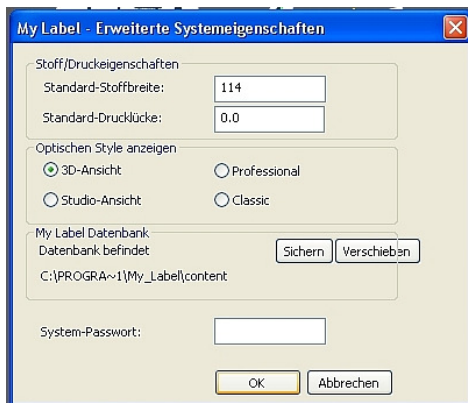 My Label - Erweiterte Systemeigenschaften
Stoff/Druckeigenschaften
Standard-Stoffbreite: 114
Standard-Drucklücke: 0.0
Optischen Style anzeigen
3D-Ansicht Professional
Studio-Ansicht Classic
My Label Datenbank
Datenbank befindet Sichern Verschieben
C:\PROGRA~1\My_Label\content
System-Passwort:
OK Abbrechen